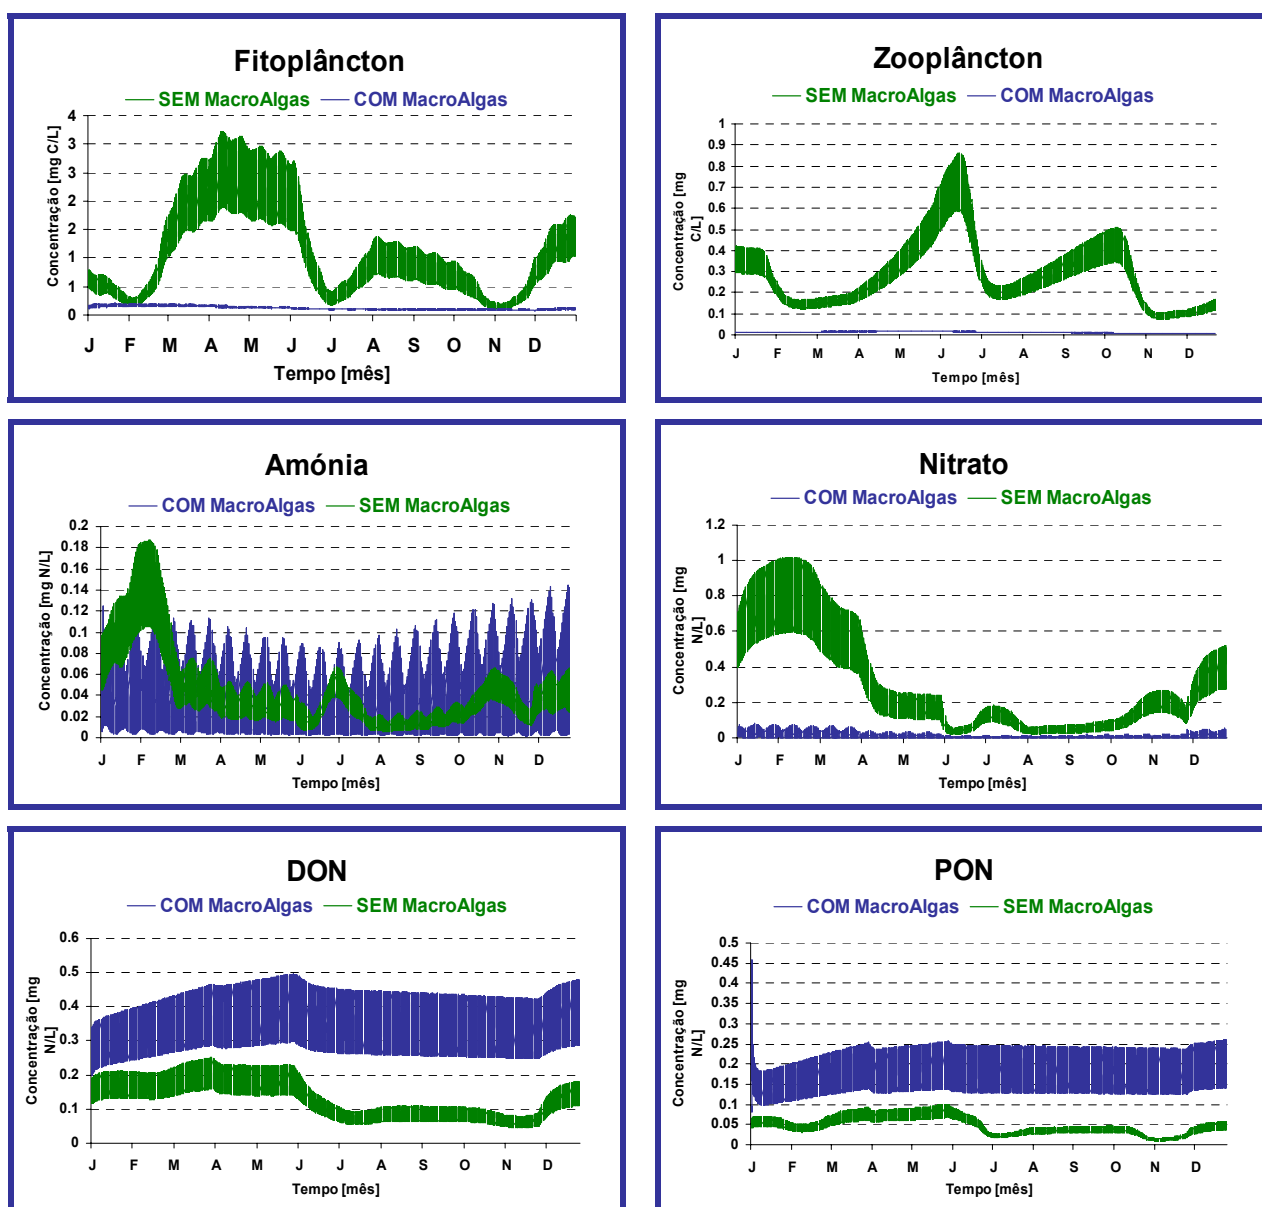 Fitoplâncton
SEM MacroAlgas COM MacroAlgas
Concentração [mg C/L]
4
3
3
2
2
1
1
0
J F M A M J J A S O N D
Tempo [mês]
Zooplâncton
SEM MacroAlgas COM MacroAlgas
Concentração [mg
C/L]
1
0.9
0.8
0.7
0.6
0.5
0.4
0.3
0.2
0.1
0
J F M A M J J A S O N D
Tempo [mês]
Amónia
COM MacroAlgas SEM MacroAlgas
Concentração [mg N/L]
0.2
0.18
0.16
0.14
0.12
0.1
0.08
0.06
0.04
0.02
0
J F M A M J J A S O N D
Tempo [mês]
Nitrato
COM MacroAlgas SEM MacroAlgas
Concentração [mg
N/L]
1.2
1
0.8
0.6
0.4
0.2
0
J F M A M J J A S O N D
Tempo [mês]
DON
COM MacroAlgas SEM MacroAlgas
Concentração [mg
N/L]
0.6
0.5
0.4
0.3
0.2
0.1
0
J F M A M J J A S O N D
Tempo [mês]
PON
COM MacroAlgas SEM MacroAlgas
Concentração [mg
N/L]
0.5
0.45
0.4
0.35
0.3
0.25
0.2
0.15
0.1
0.05
0
J F M A M J J A S O N D
Tempo [mês]